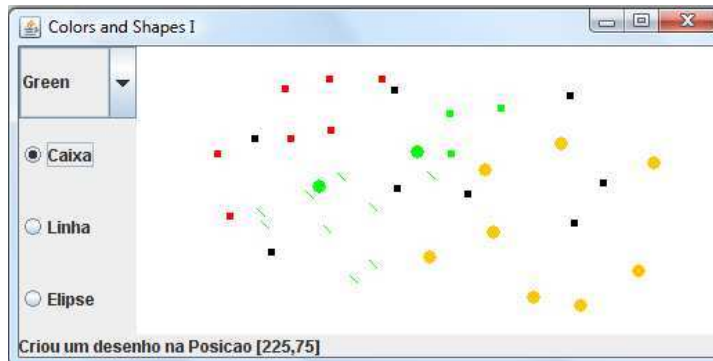 Colors and Shapes I
Green
Caixa
Linha
Elipse
Criou um desenho na Posicao [225,75]